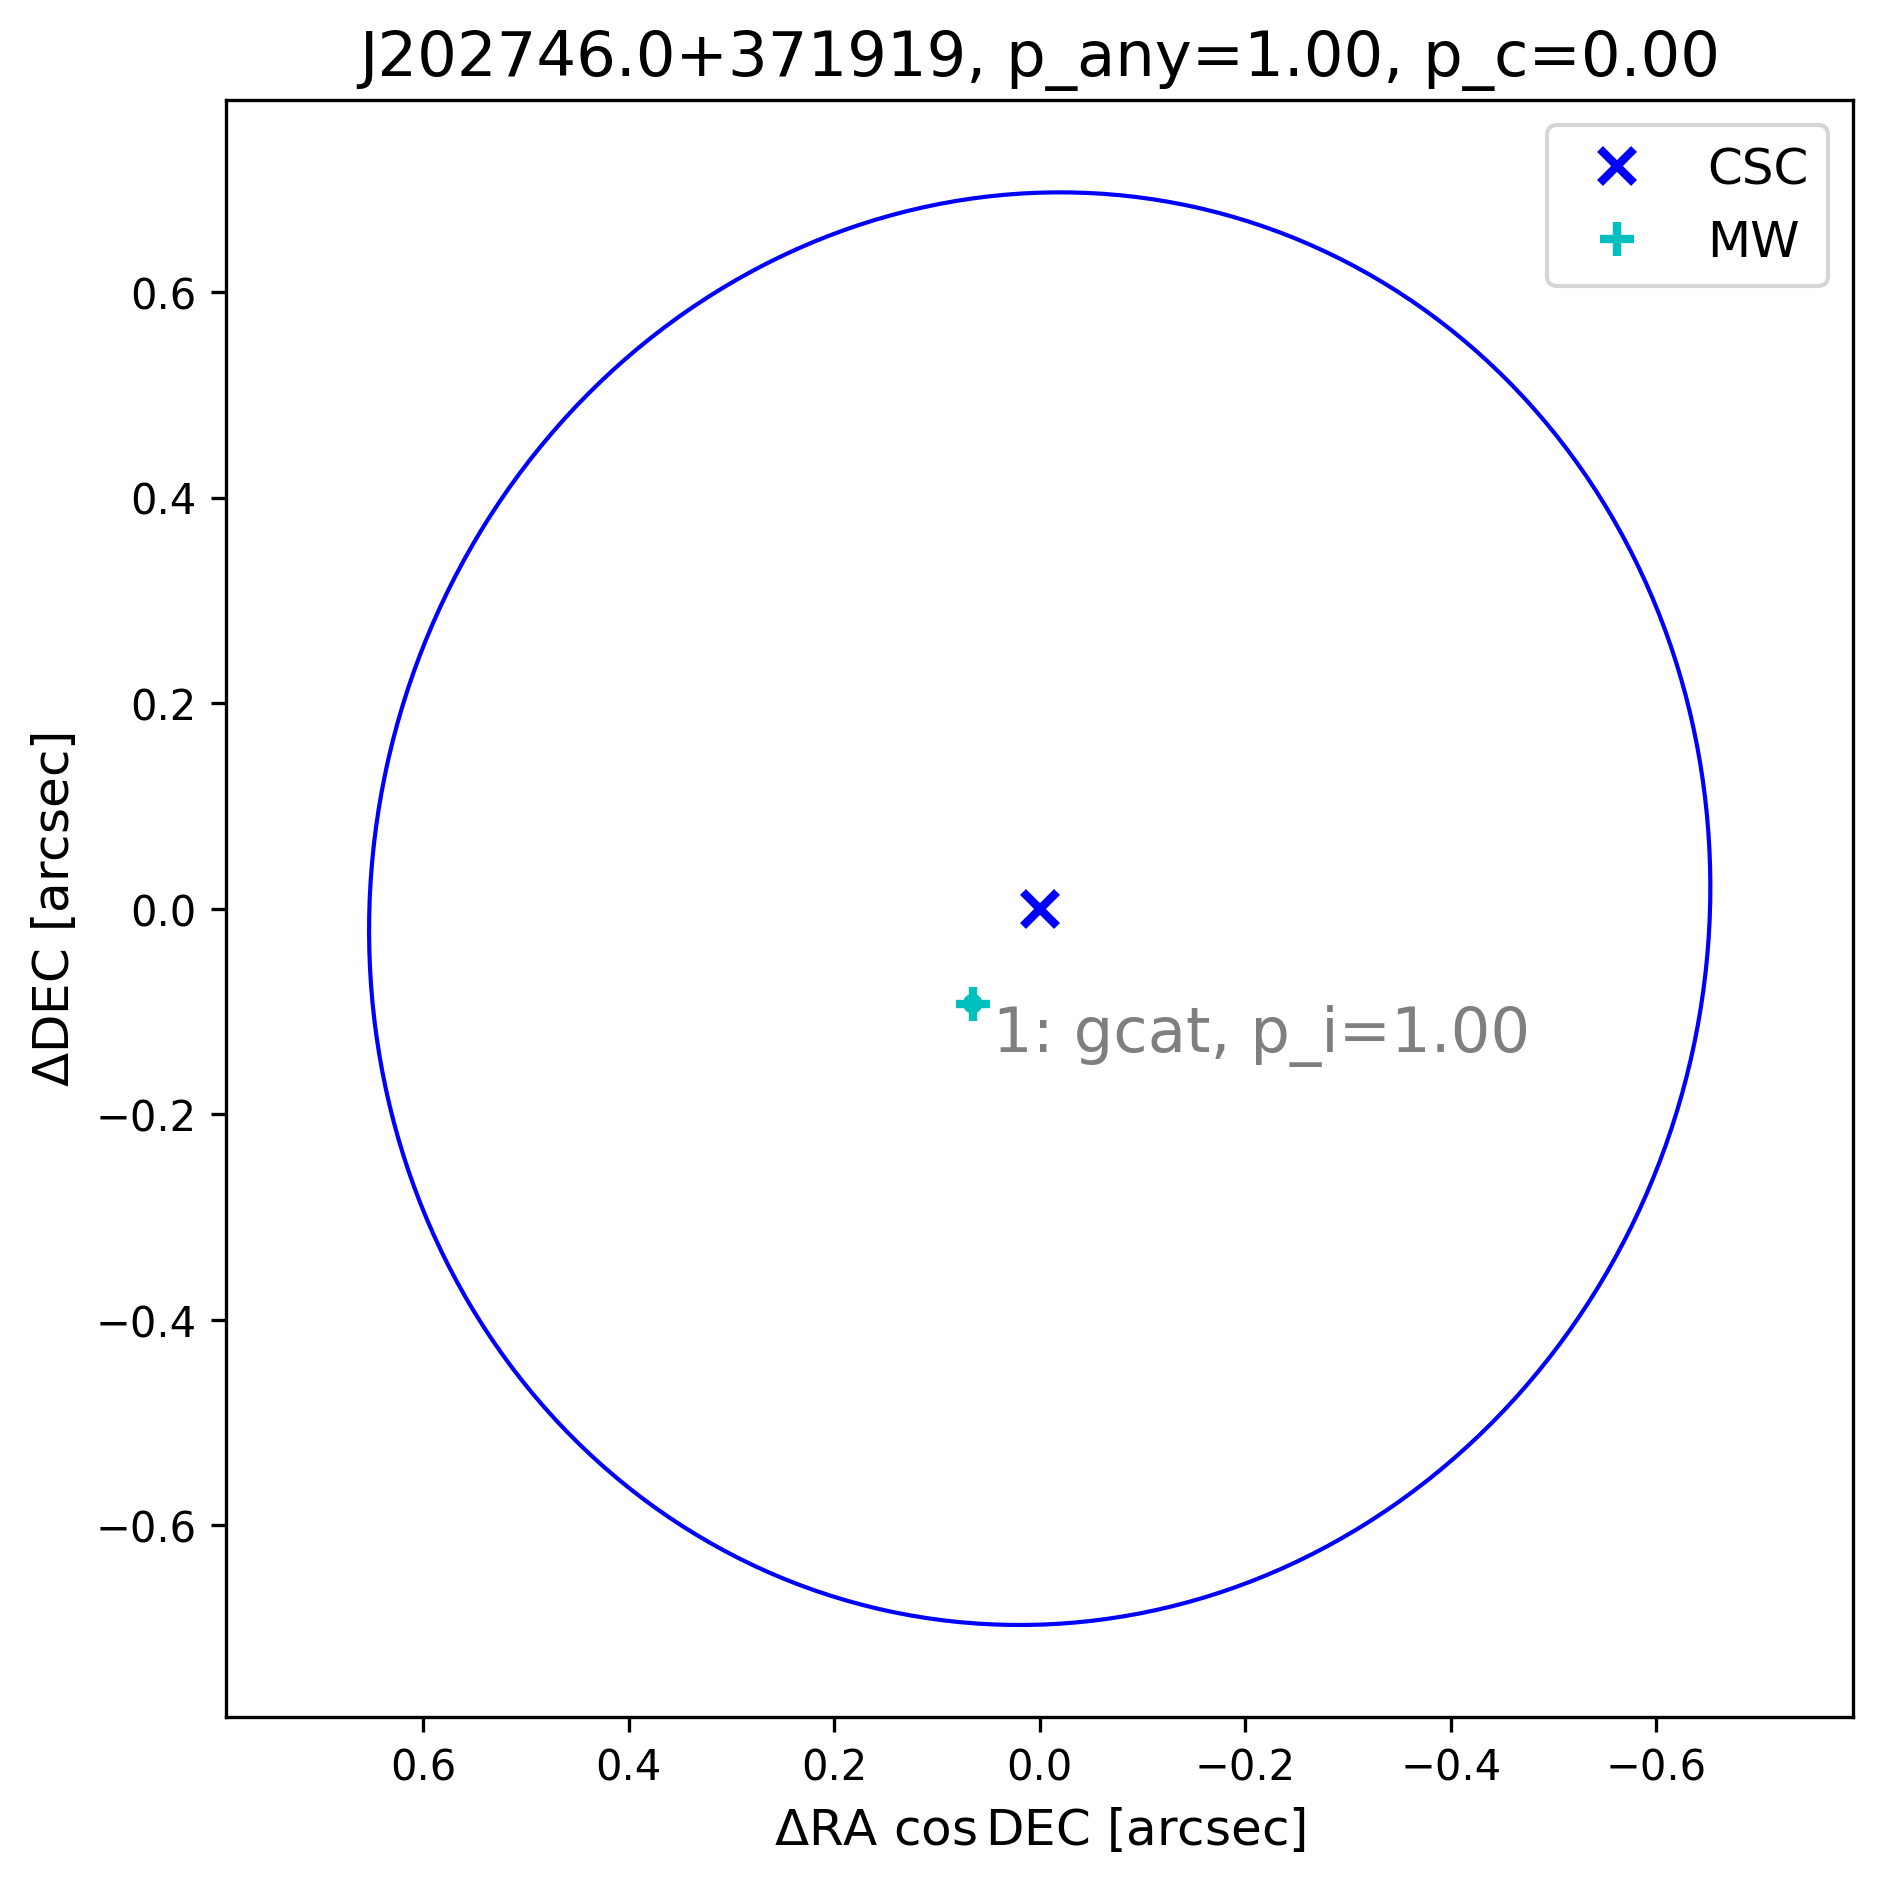 J202746.0+371919, p_any=1.00, p_c=0.00
CSC
MW
0.6
0.4
0.2
0.0
−0.2
−0.4
−0.6
ΔDEC [arcsec]
1: gcat, p_i=1.00
0.6 0.4 0.2 0.0 −0.2 −0.4 −0.6
ΔRA cos DEC [arcsec]